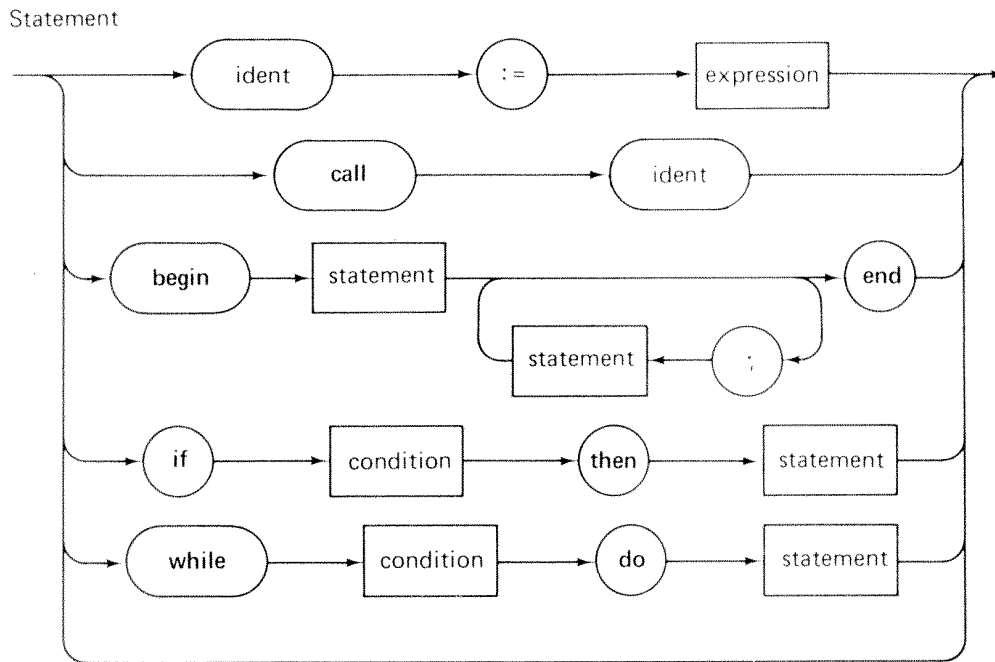 Statement
ident := expression
call ident
begin statement end
statement ;
if condition then statement
while condition do statement